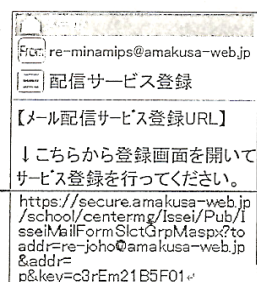 From re-minamips@amakusa-web.jp
配信サービス登録
【メール配信サービス登録URL】
↓こちらから登録画面を開いて
サービス登録を行ってください。
https://secure.amakusa-web.jp
/school/centermg/Issei/Pub/I
sseiMailFormSlctGrpMaspx?to
addr=re-joho@amakusa-web.jp
&addr=
p&key=c3rEm21B5F01↵